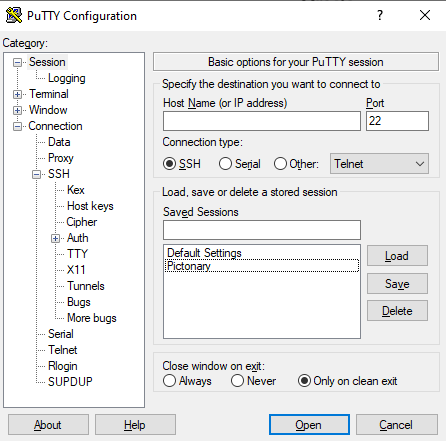 PuTTY Configuration
Category:
Session
Logging
Terminal
Window
Connection
Data
Proxy
SSH
Kex
Host keys
Cipher
Auth
TTY
X11
Tunnels
Bugs
More bugs
Serial
Telnet
Rlogin
SUPDUP
Basic options for your PuTTY session
Specify the destination you want to connect to
Host Name (or IP address) Port
22
Connection type:
SSH Serial Other: Telnet
Load, save or delete a stored session
Saved Sessions
Default Settings
Pictonary
Load
Save
Delete
Close window on exit:
Always Never Only on clean exit
About Help Open Cancel